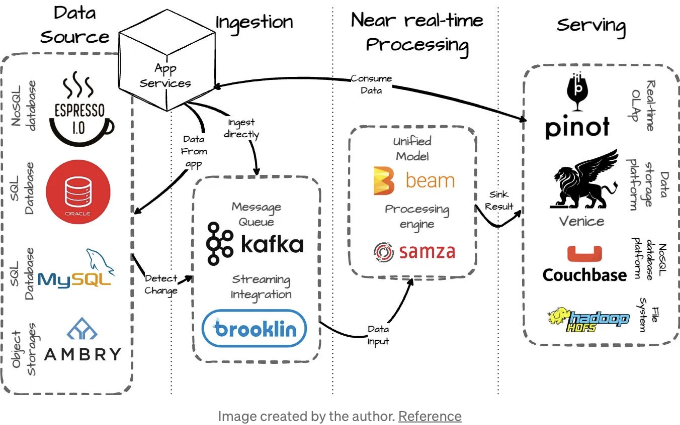 Data
Source
Ingestion
Near real-time
Processing
Serving
App
Services
Consume
Data
Ingest
directly
Data
From
app
NoSQL
database
ESPRESSO
1.0
SQL
Database
ORACLE
SQL
Database
MySQL
Object
Storages
AMBRY
Detect
Change
Message
Queue
kafka
Streaming
Integration
brooklin
Data
Input
Unified
Model
beam
Processing
engine
samza
Sink
Result
pinot
Real-time
OLAp
Venice
Data
storage
platform
Couchbase
NoSQL
database
platform
hadoop
HDFS
File
System
Image created by the author. Reference